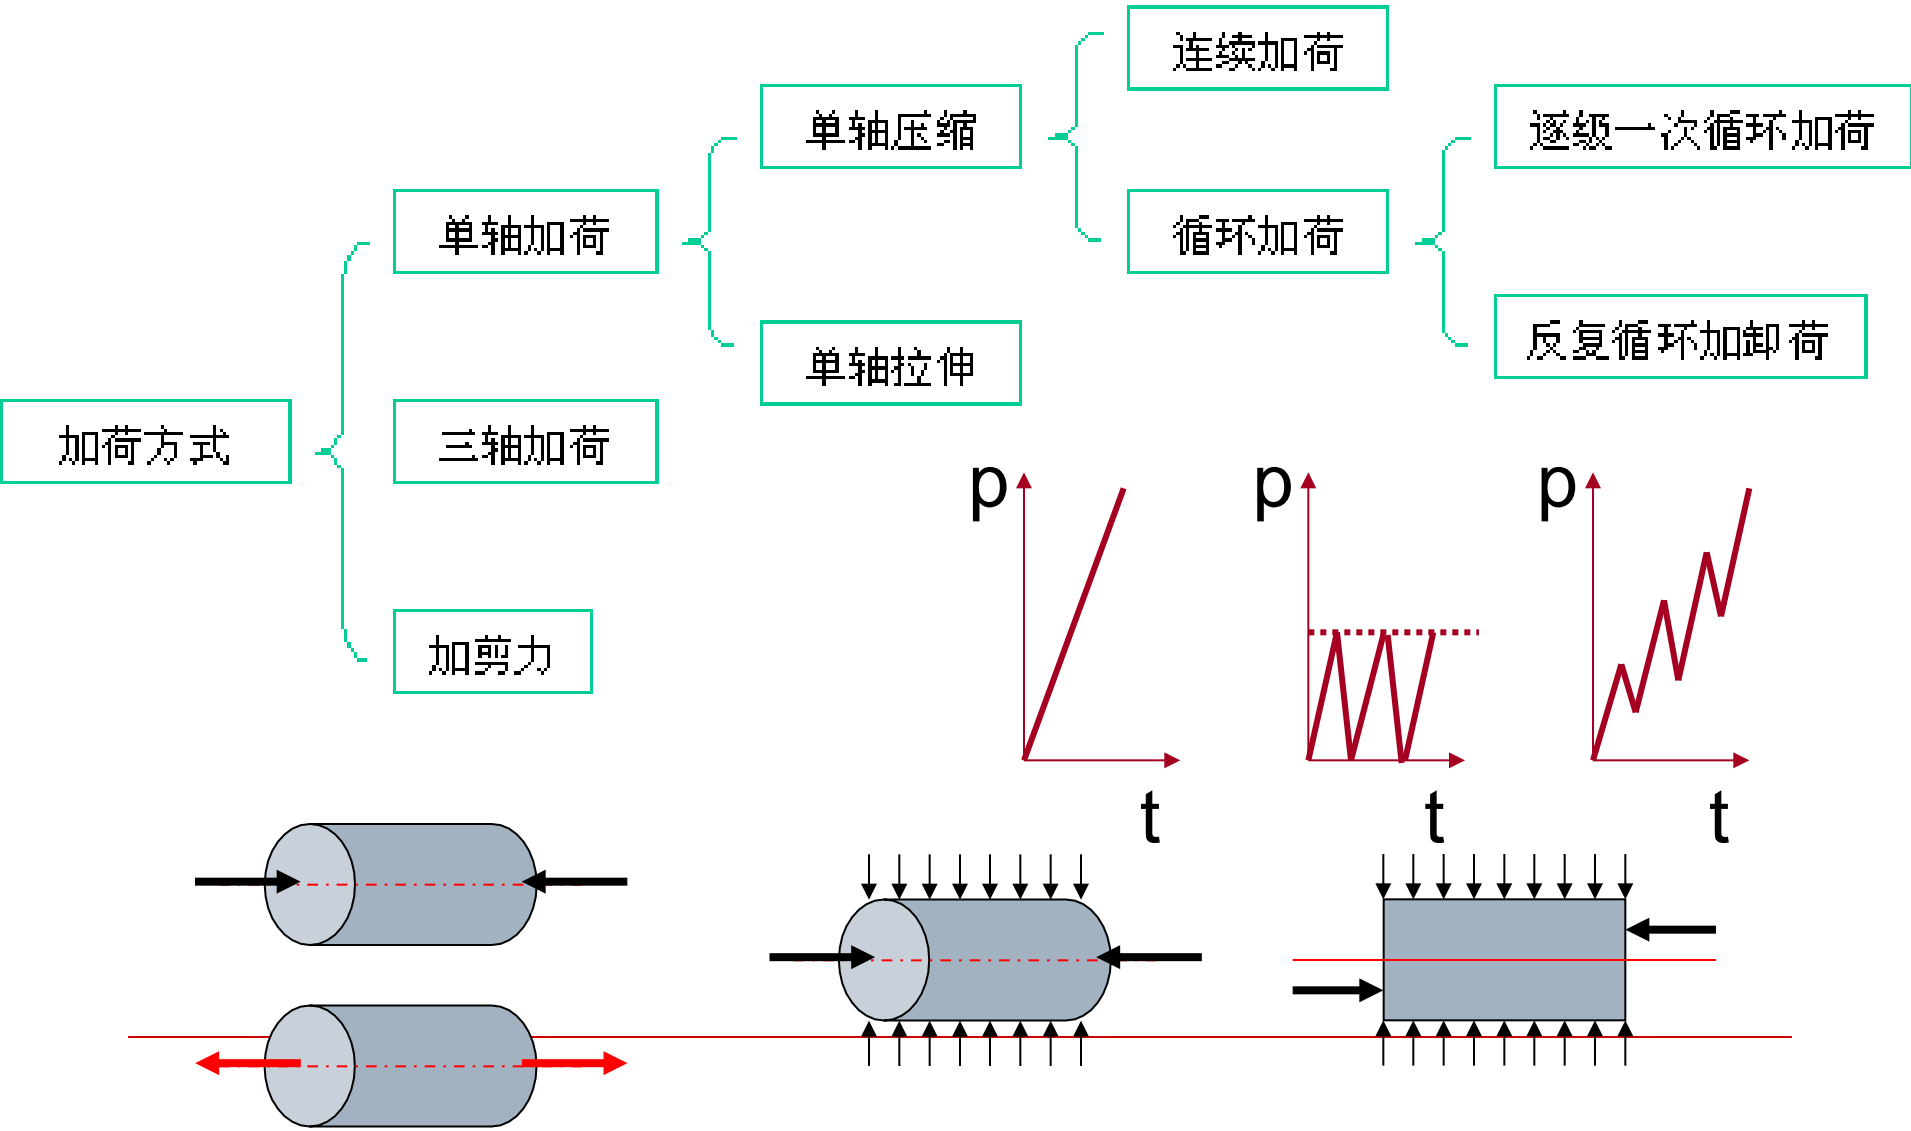 连续加荷
单轴压缩
逐级一次循环加荷
单轴加荷
循环加荷
单轴拉伸
反复循环加卸荷
加荷方式
三轴加荷
加剪力
p
p
p
t
t
t